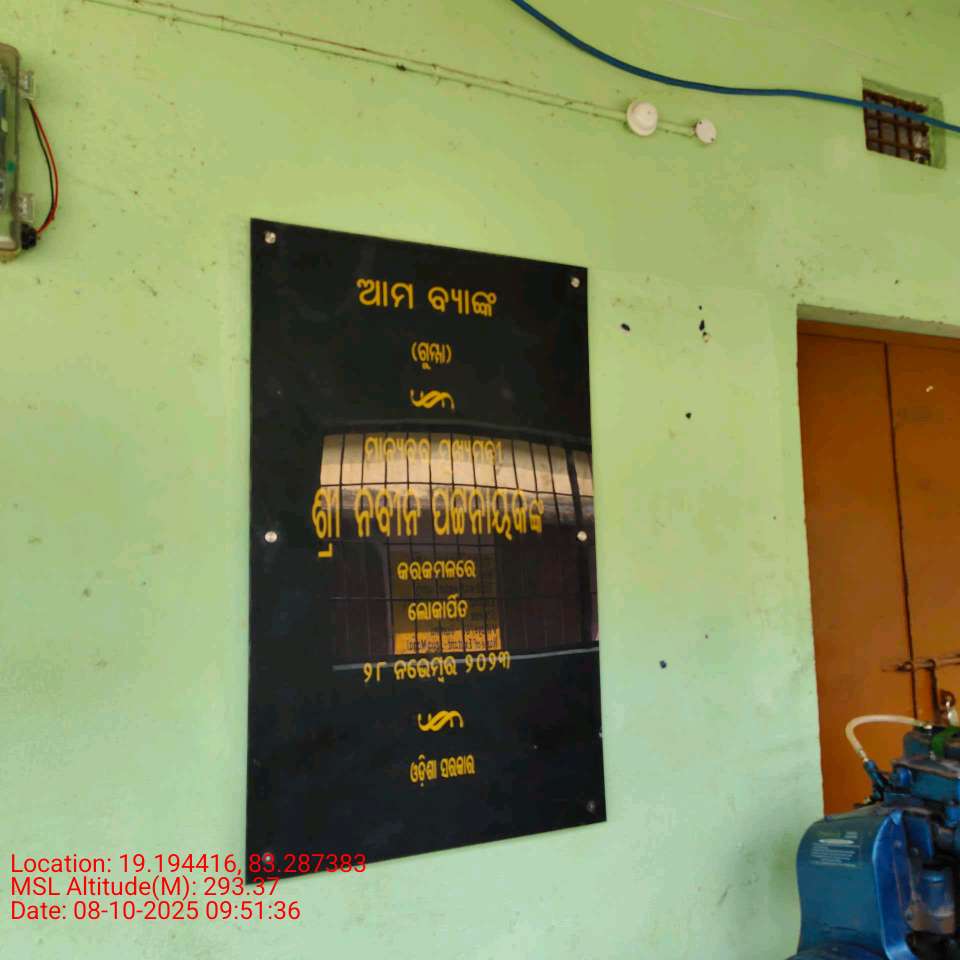 ଆମ ବ୍ୟାଙ୍କ
(ଗୁମ୍ମା)
ମାନ୍ୟବର ମୁଖ୍ୟମନ୍ତ୍ରୀ
ଶ୍ରୀ ନବୀନ ପଟ୍ଟନାୟକଙ୍କ
କରକମଳରେ
ଲୋକାର୍ପିତ
୨୮ ନଭେମ୍ବର ୨୦୨୩
ଓଡ଼ିଶା ସରକାର
Location: 19.194416, 83.287383
MSL Altitude(M): 293.37
Date: 08-10-2025 09:51:36